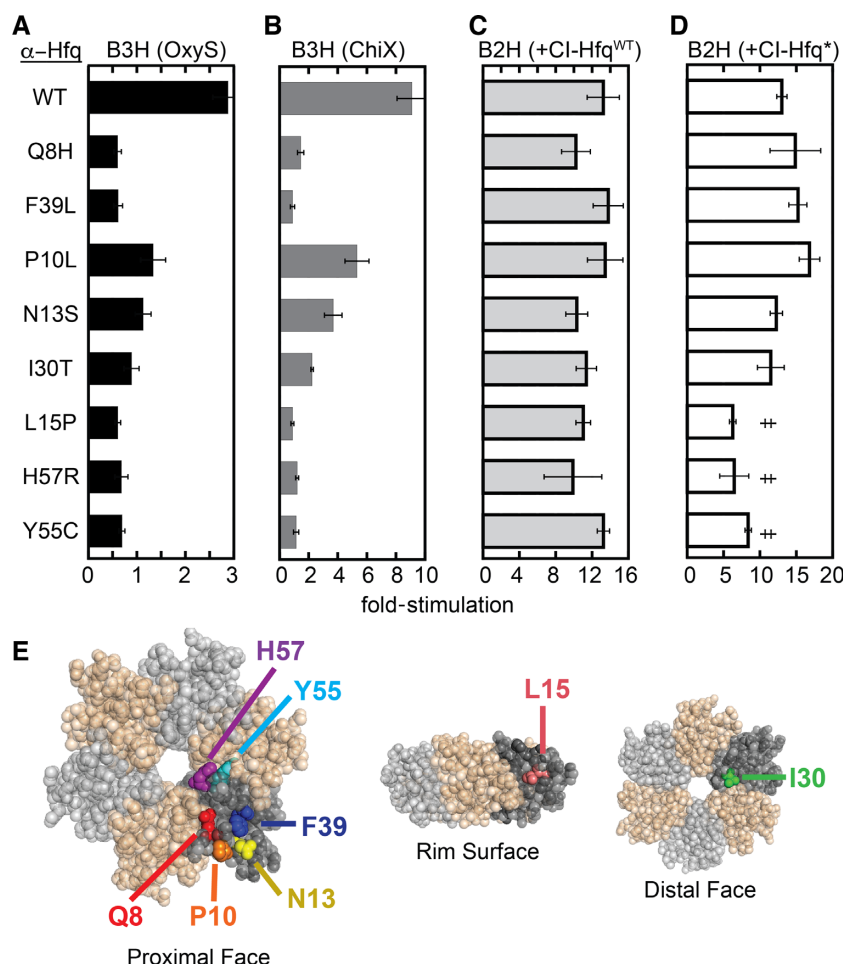 A B C D
α–Hfq B3H (OxyS) B3H (ChiX) B2H (+CI-Hfq^WT) B2H (+CI-Hfq*)
WT
Q8H
F39L
P10L
N13S
I30T
L15P ‡‡
H57R ‡‡
Y55C ‡‡
0 1 2 3 0 2 4 6 8 10 0 4 8 12 16 0 5 10 15 20
fold-stimulation
E
H57
Y55
L15
I30
F39
N13
Q8 P10
Rim Surface
Distal Face
Proximal Face